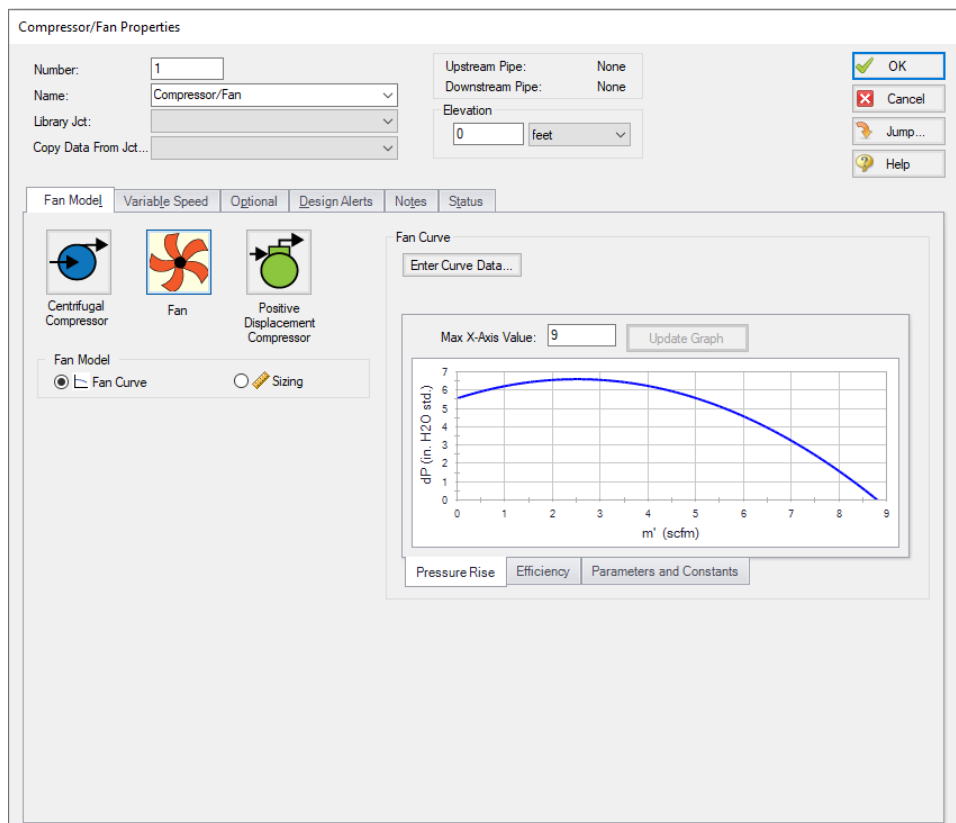 Compressor/Fan Properties
Number: 1
Name: Compressor/Fan
Library Jct:
Copy Data From Jct...
Upstream Pipe: None
Downstream Pipe: None
Elevation
0 feet
OK
Cancel
Jump...
Help
Fan Model Variable Speed Optional Design Alerts Notes Status
Centrifugal
Compressor
Fan
Positive
Displacement
Compressor
Fan Model
Fan Curve Sizing
Fan Curve
Enter Curve Data...
Max X-Axis Value: 9 Update Graph
dP (in. H2O std.)
7
6
5
4
3
2
1
0
0 1 2 3 4 5 6 7 8 9
m' (scfm)
Pressure Rise Efficiency Parameters and Constants